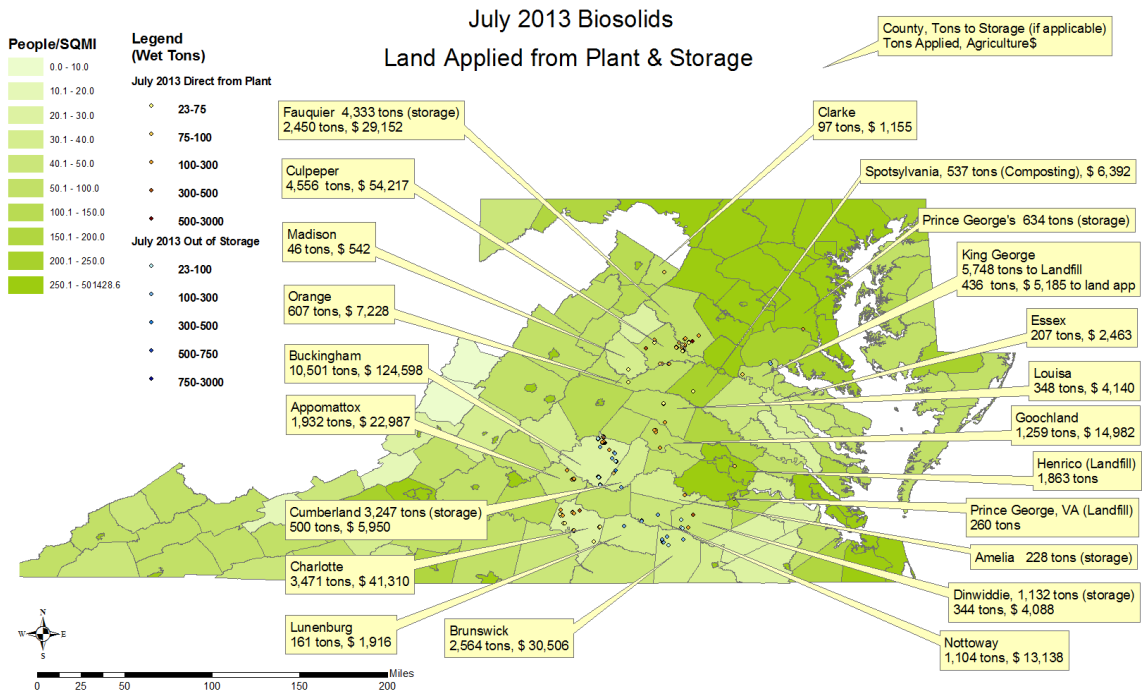 July 2013 Biosolids
Land Applied from Plant & Storage
County, Tons to Storage (if applicable)
Tons Applied, Agriculture$
People/SQMI
0.0 - 10.0
10.1 - 20.0
20.1 - 30.0
30.1 - 40.0
40.1 - 50.0
50.1 - 100.0
100.1 - 150.0
150.1 - 200.0
200.1 - 250.0
250.1 - 501428.6
Legend
(Wet Tons)
July 2013 Direct from Plant
23-75
75-100
100-300
300-500
500-3000
July 2013 Out of Storage
23-100
100-300
300-500
500-750
750-3000
Fauquier 4,333 tons (storage)
2,450 tons, $ 29,152
Culpeper
4,556 tons, $ 54,217
Madison
46 tons, $ 542
Orange
607 tons, $ 7,228
Buckingham
10,501 tons, $ 124,598
Appomattox
1,932 tons, $ 22,987
Cumberland 3,247 tons (storage)
500 tons, $ 5,950
Charlotte
3,471 tons, $ 41,310
Lunenburg
161 tons, $ 1,916
Brunswick
2,564 tons, $ 30,506
Clarke
97 tons, $ 1,155
Spotsylvania, 537 tons (Composting), $ 6,392
Prince George's 634 tons (storage)
King George
5,748 tons to Landfill
436 tons, $ 5,185 to land app
Essex
207 tons, $ 2,463
Louisa
348 tons, $ 4,140
Goochland
1,259 tons, $ 14,982
Henrico (Landfill)
1,863 tons
Prince George, VA (Landfill)
260 tons
Amelia 228 tons (storage)
Dinwiddie, 1,132 tons (storage)
344 tons, $ 4,088
Nottoway
1,104 tons, $ 13,138
N
W E
S
Miles
0 25 50 100 150 200